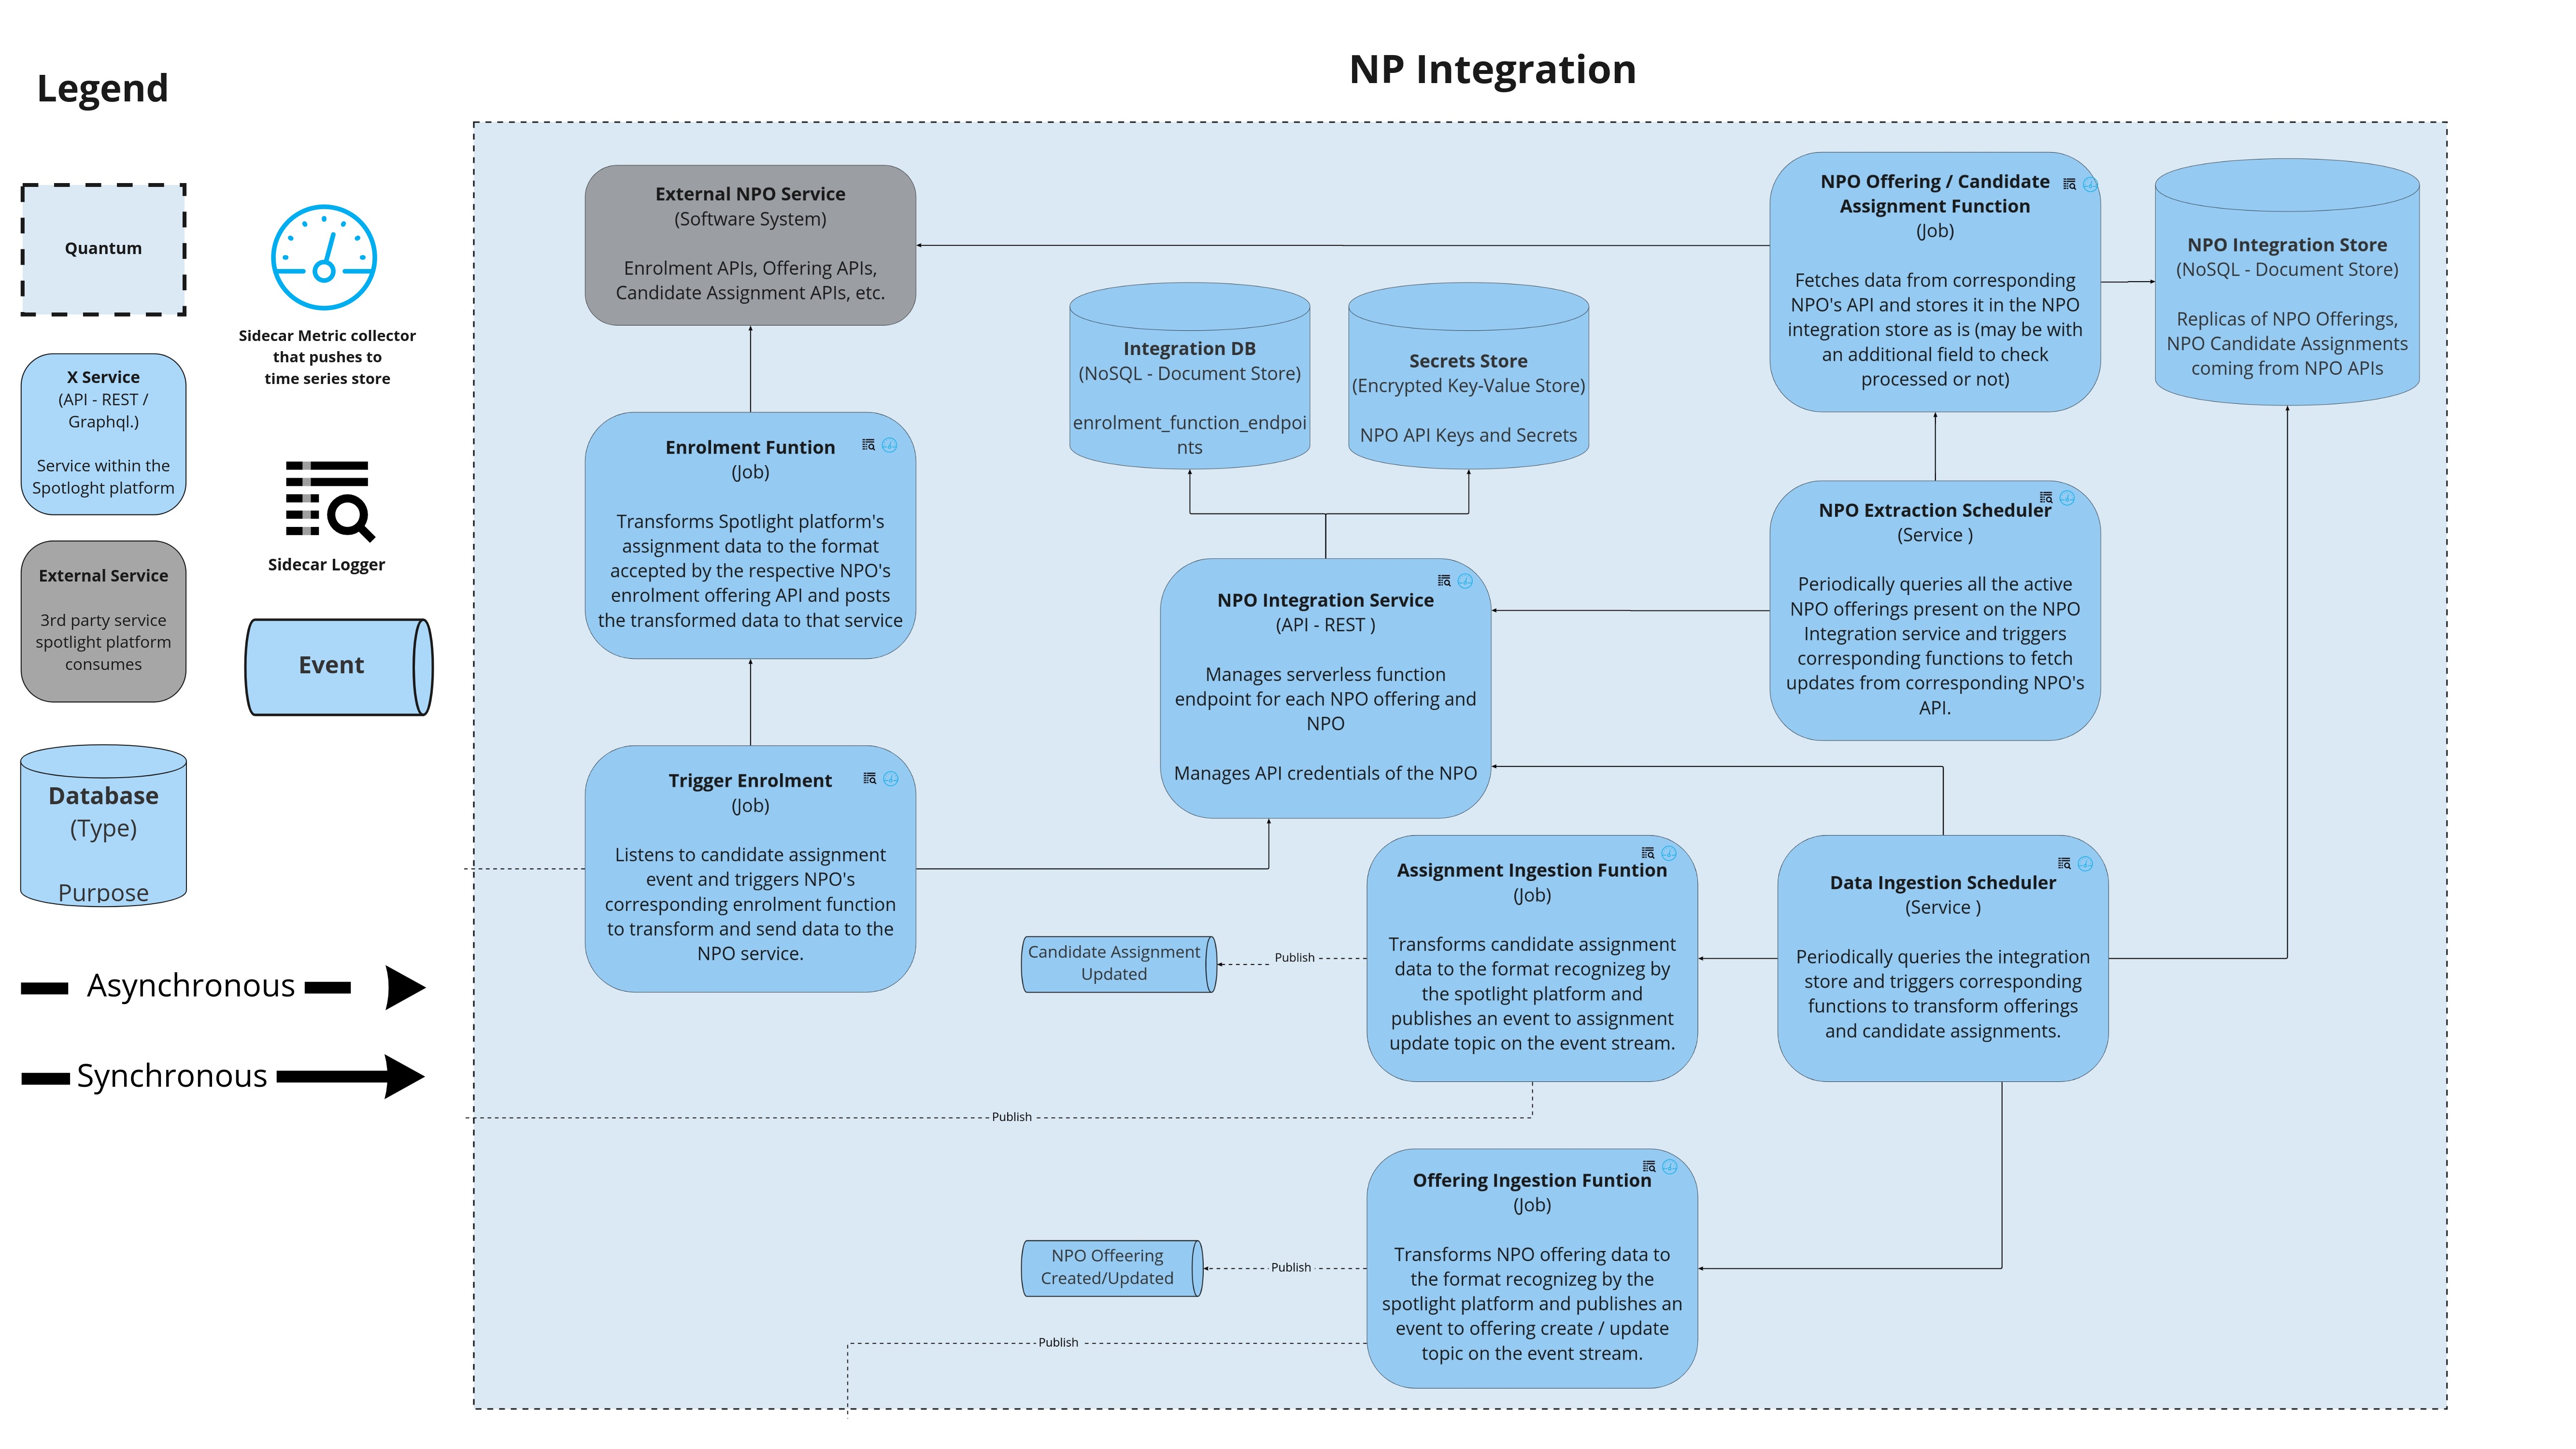 Legend
Quantum
X Service
(API - REST /
Graphql.)
Service within the
Spotloght platform
External Service
3rd party service
spotlight platform
consumes
Database
(Type)
Purpose
Asynchronous
Synchronous
Sidecar Metric collector
that pushes to
time series store
Sidecar Logger
Event
NP Integration
External NPO Service
(Software System)
Enrolment APIs, Offering APIs,
Candidate Assignment APIs, etc.
Enrolment Funtion
(Job)
Transforms Spotlight platform's
assignment data to the format
accepted by the respective NPO's
enrolment offering API and posts
the transformed data to that service
Trigger Enrolment
(Job)
Listens to candidate assignment
event and triggers NPO's
corresponding enrolment function
to transform and send data to the
NPO service.
Integration DB
(NoSQL - Document Store)
enrolment_function_endpoi
nts
Secrets Store
(Encrypted Key-Value Store)
NPO API Keys and Secrets
NPO Integration Service
(API - REST )
Manages serverless function
endpoint for each NPO offering and
NPO
Manages API credentials of the NPO
NPO Offering / Candidate
Assignment Function
(Job)
Fetches data from corresponding
NPO's API and stores it in the NPO
integration store as is (may be with
an additional field to check
processed or not)
NPO Integration Store
(NoSQL - Document Store)
Replicas of NPO Offerings,
NPO Candidate Assignments
coming from NPO APIs
NPO Extraction Scheduler
(Service )
Periodically queries all the active
NPO offerings present on the NPO
Integration service and triggers
corresponding functions to fetch
updates from corresponding NPO's
API.
Assignment Ingestion Funtion
(Job)
Transforms candidate assignment
data to the format recognizeg by
the spotlight platform and
publishes an event to assignment
update topic on the event stream.
Data Ingestion Scheduler
(Service )
Periodically queries the integration
store and triggers corresponding
functions to transform offerings
and candidate assignments.
Candidate Assignment
Updated
Publish
Publish
Offering Ingestion Funtion
(Job)
Transforms NPO offering data to
the format recognizeg by the
spotlight platform and publishes an
event to offering create / update
topic on the event stream.
NPO Offeering
Created/Updated
Publish
Publish